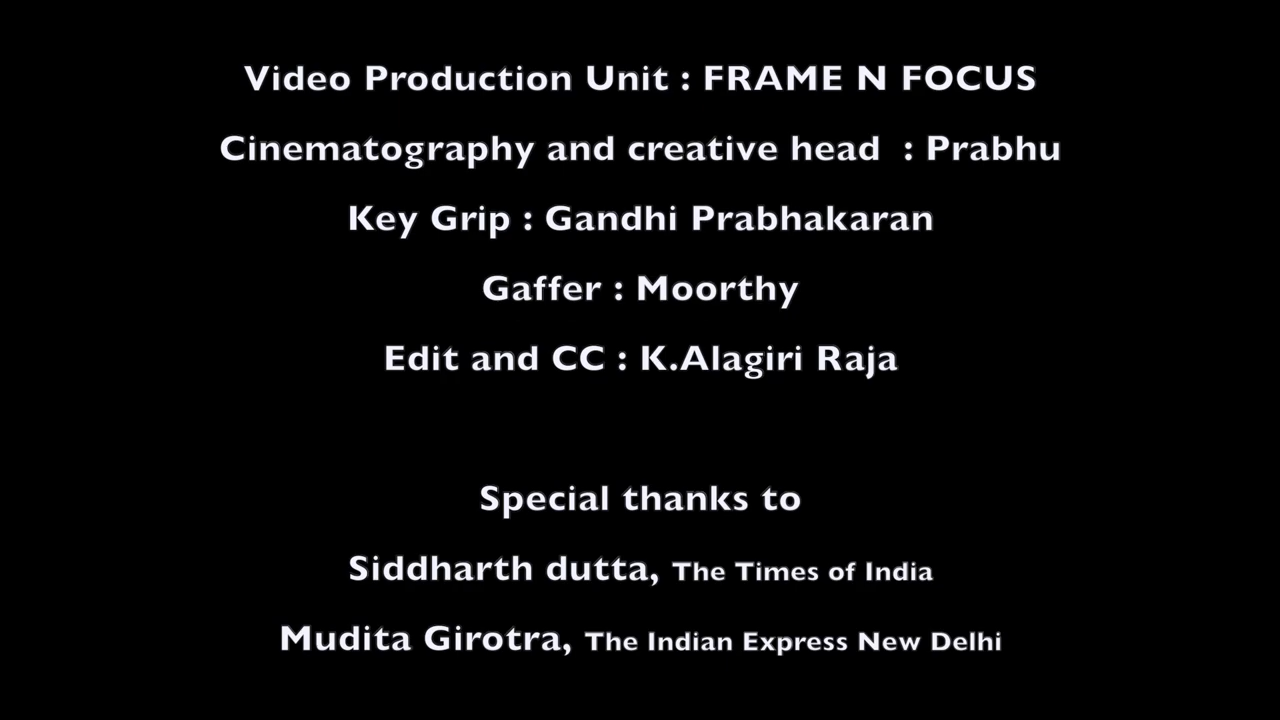 Video Production Unit : FRAME N FOCUS
Cinematography and creative head  : Prabhu
Key Grip : Gandhi Prabhakaran
Gaffer : Moorthy
Edit and CC : K.Alagiri Raja
Special thanks to
Siddharth dutta, The Times of India
Mudita Girotra, The Indian Express New Delhi